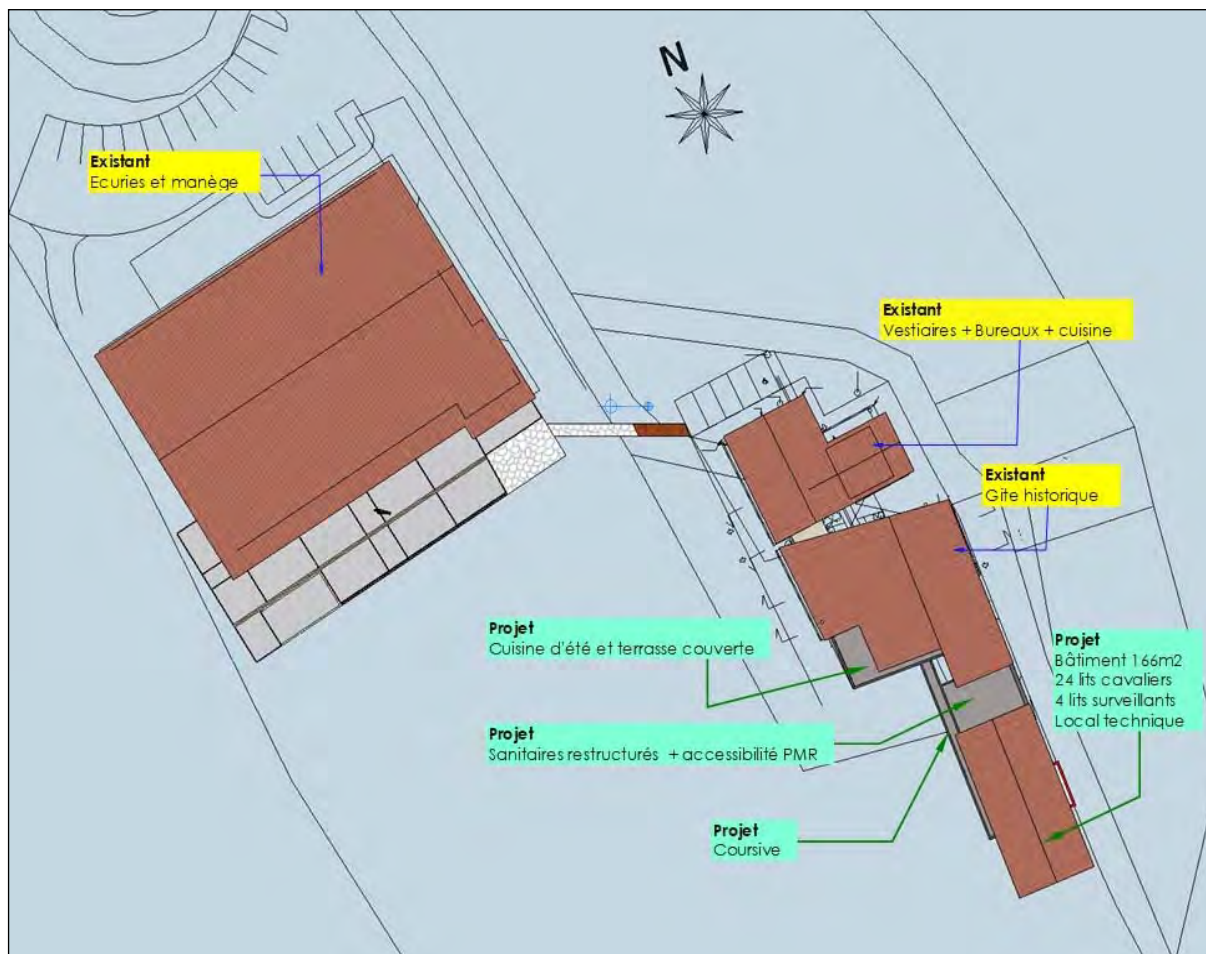 N
Existant
Ecuries et manège
Existant
Vestiaires + Bureaux + cuisine
Existant
Gite historique
Projet
Cuisine d'été et terrasse couverte
Projet
Bâtiment 166m2
24 lits cavaliers
4 lits surveillants
Local technique
Projet
Sanitaires restructurés + accessibilité PMR
Projet
Coursive